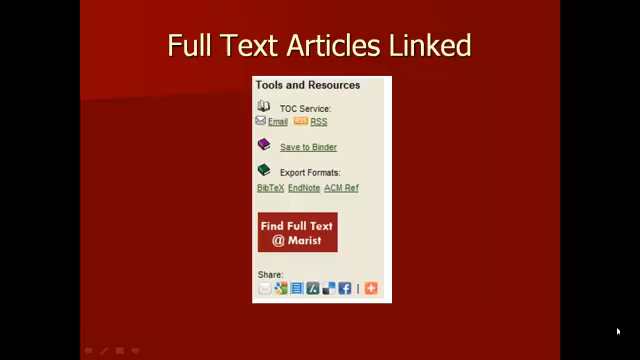 Full Text Articles Linked
Tools and Resources
TOC Service:
Email RSS RSS
Save to Binder
Export Formats:
BibTeX EndNote ACM Ref
Find Full Text
@ Marist
Share:
|